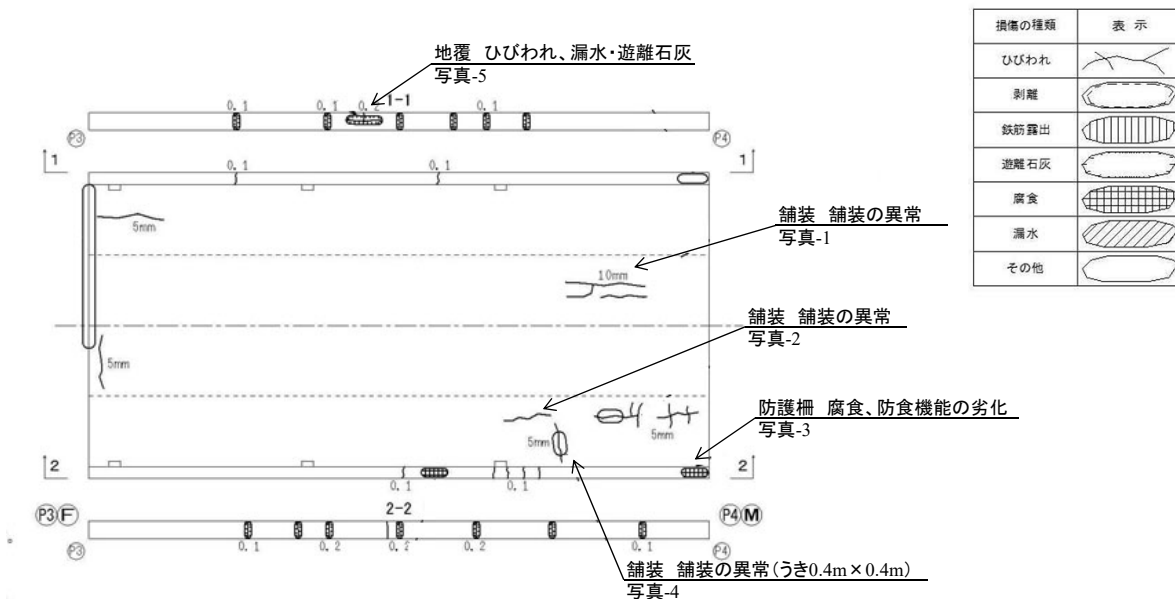 損傷の種類 表 示
ひびわれ
剥離
鉄筋露出
遊離石灰
腐食
漏水
その他
地覆 ひびわれ、漏水・遊離石灰
写真-5
0.1 0.1 0.2 1-1 0.1
P3 P4
1 0.1 0.1 1
5mm
舗装 舗装の異常
写真-1
10mm
舗装 舗装の異常
写真-2
5mm
防護柵 腐食、防食機能の劣化
写真-3
5mm 5mm
2 2
0.1 0.1
P3 F 2-2 P4 M
P3 P4
0.1 0.2 0.2 0.2 0.1
舗装 舗装の異常(うき0.4m×0.4m)
写真-4